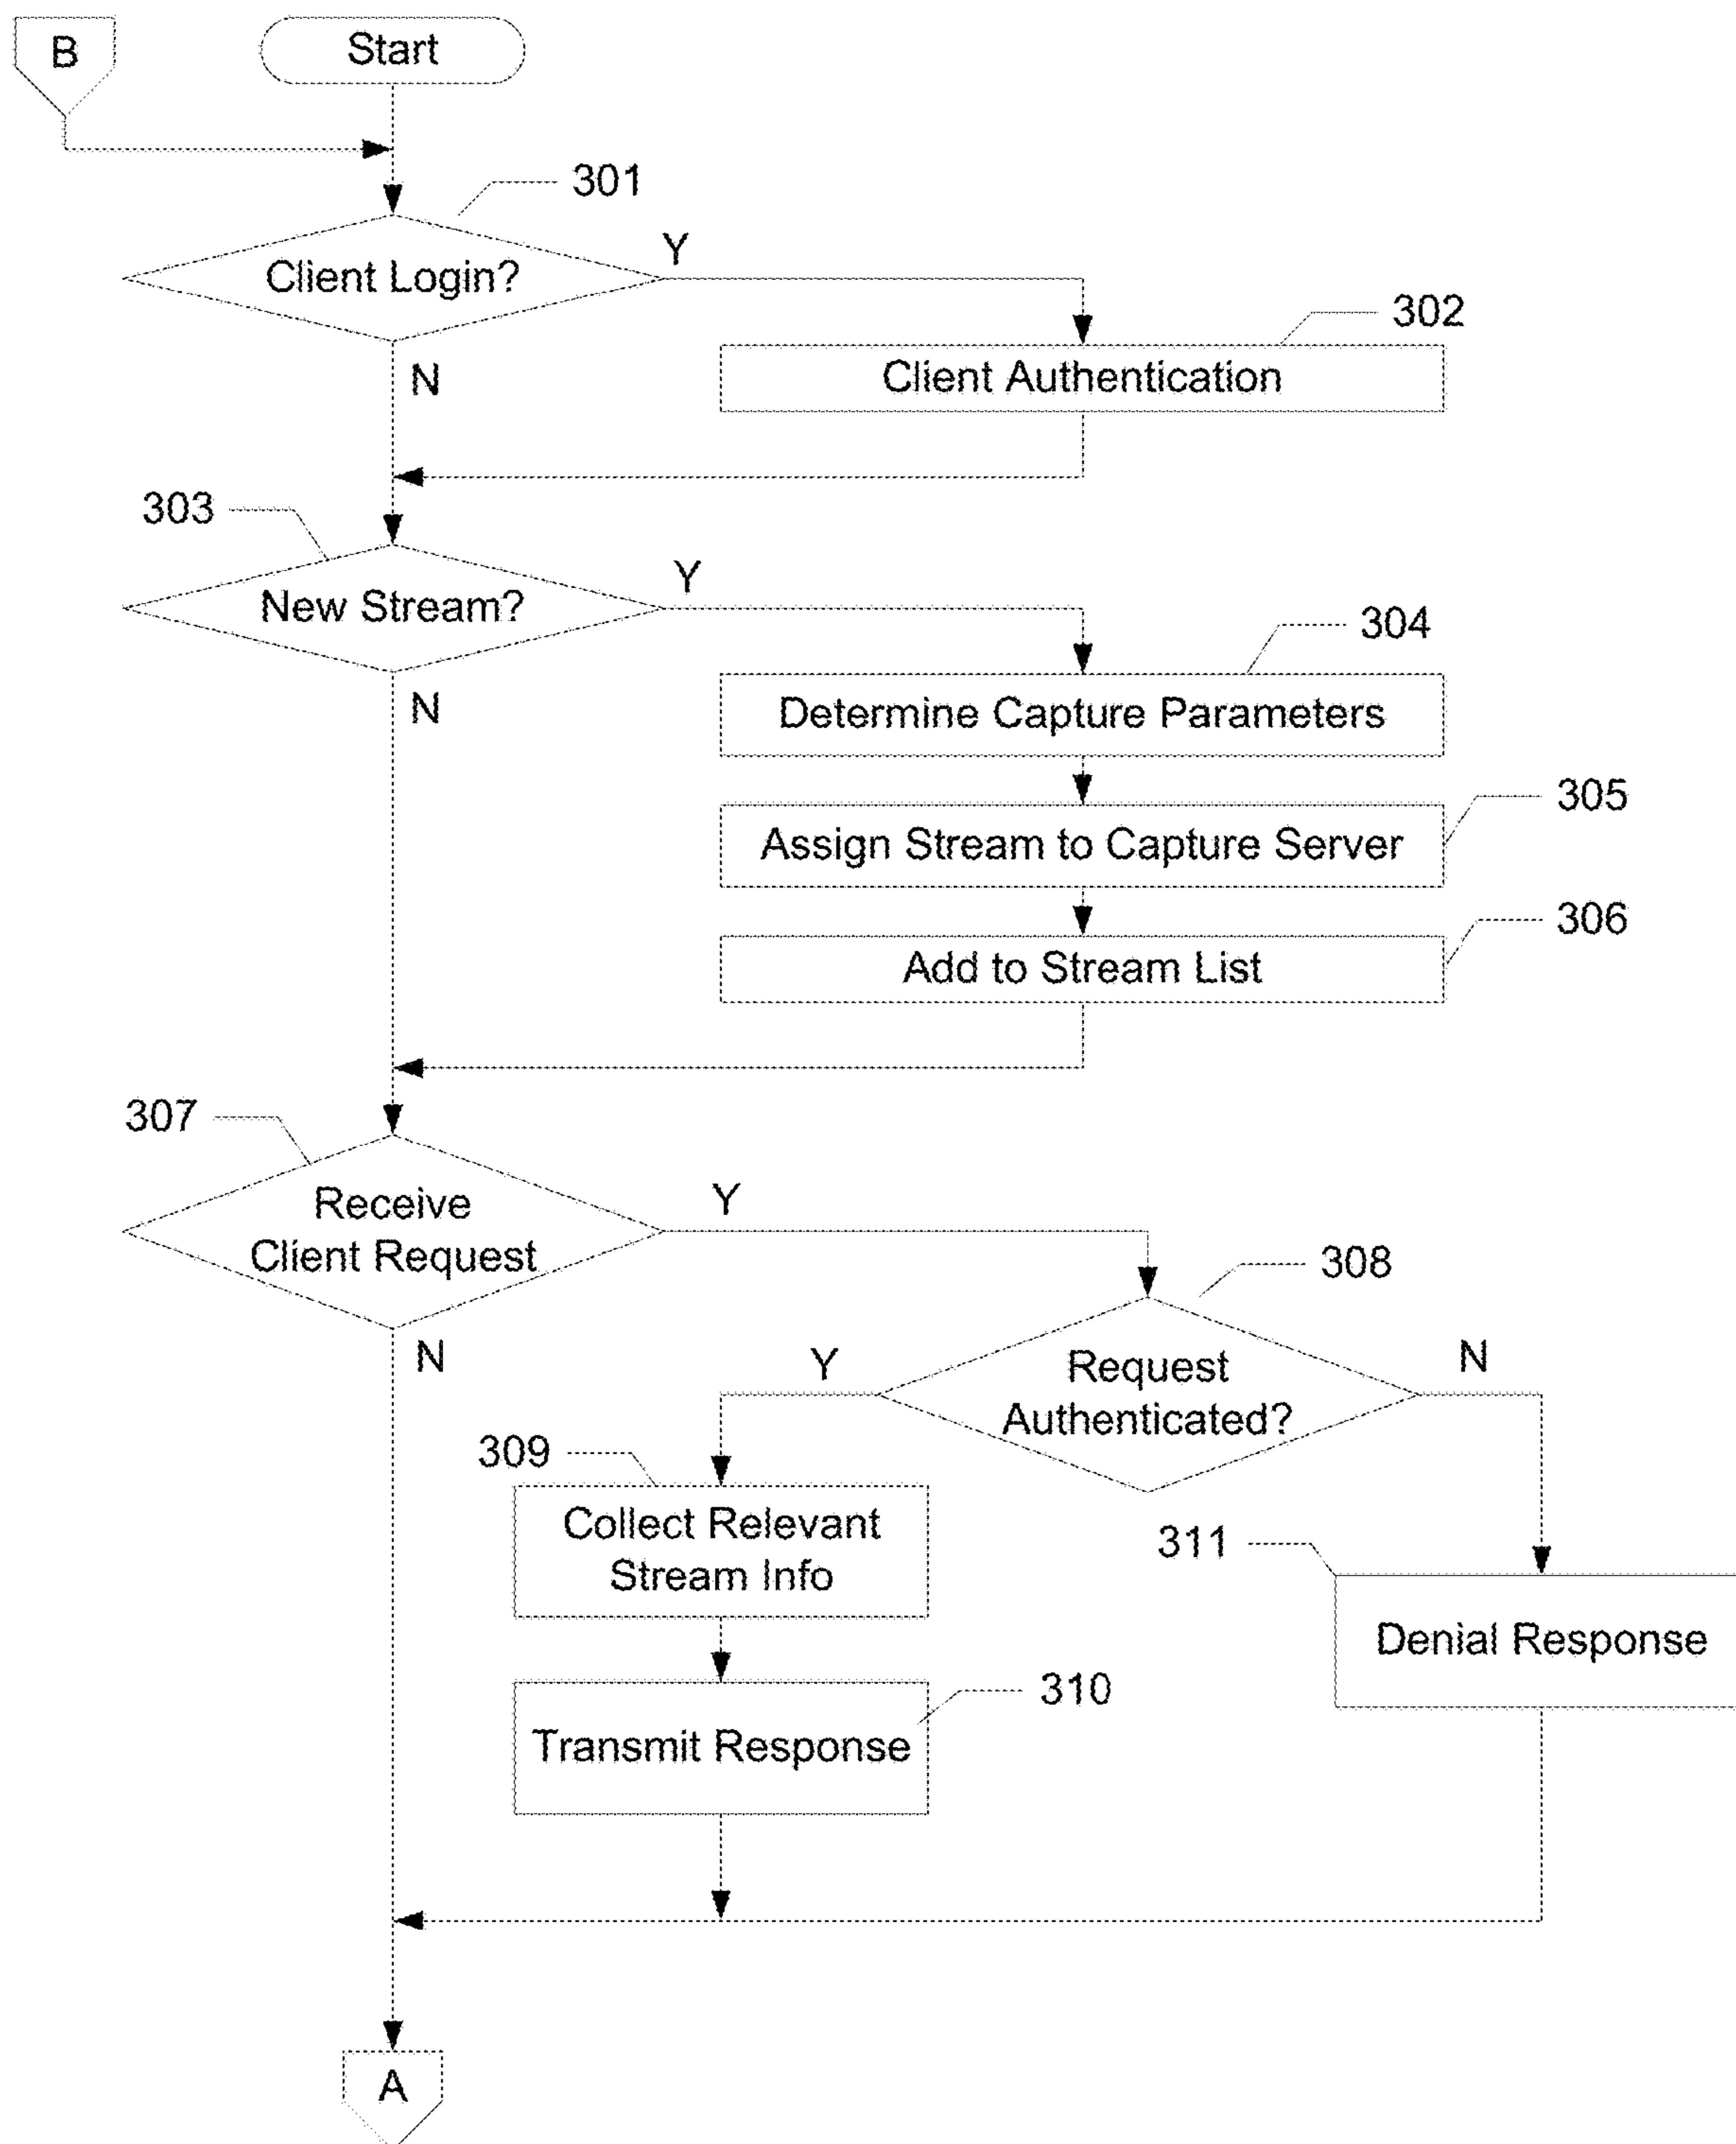 B
Start
301
Client Login?
Y
302
Client Authentication
N
303
New Stream?
Y
304
N
Determine Capture Parameters
305
Assign Stream to Capture Server
306
Add to Stream List
307
Receive
Client Request
Y
308
N
Request
Authenticated?
Y
N
309
Collect Relevant
Stream Info
311
Denial Response
310
Transmit Response
A